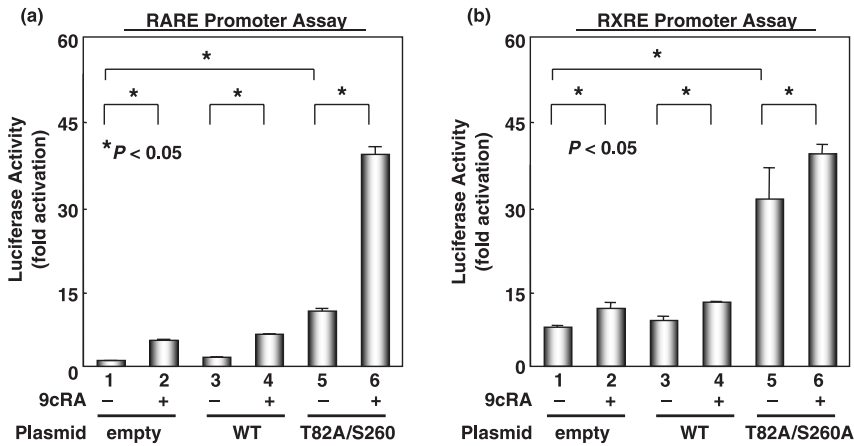 (a)
RARE Promoter Assay
60
45
30
15
0
Luciferase Activity
(fold activation)
*
*
*
*
*P < 0.05
1 2 3 4 5 6
9cRA − + − + − +
Plasmid empty WT T82A/S260
(b)
RXRE Promoter Assay
60
45
30
15
0
Luciferase Activity
(fold activation)
*
*
*
*
P < 0.05
1 2 3 4 5 6
9cRA − + − + − +
Plasmid empty WT T82A/S260A